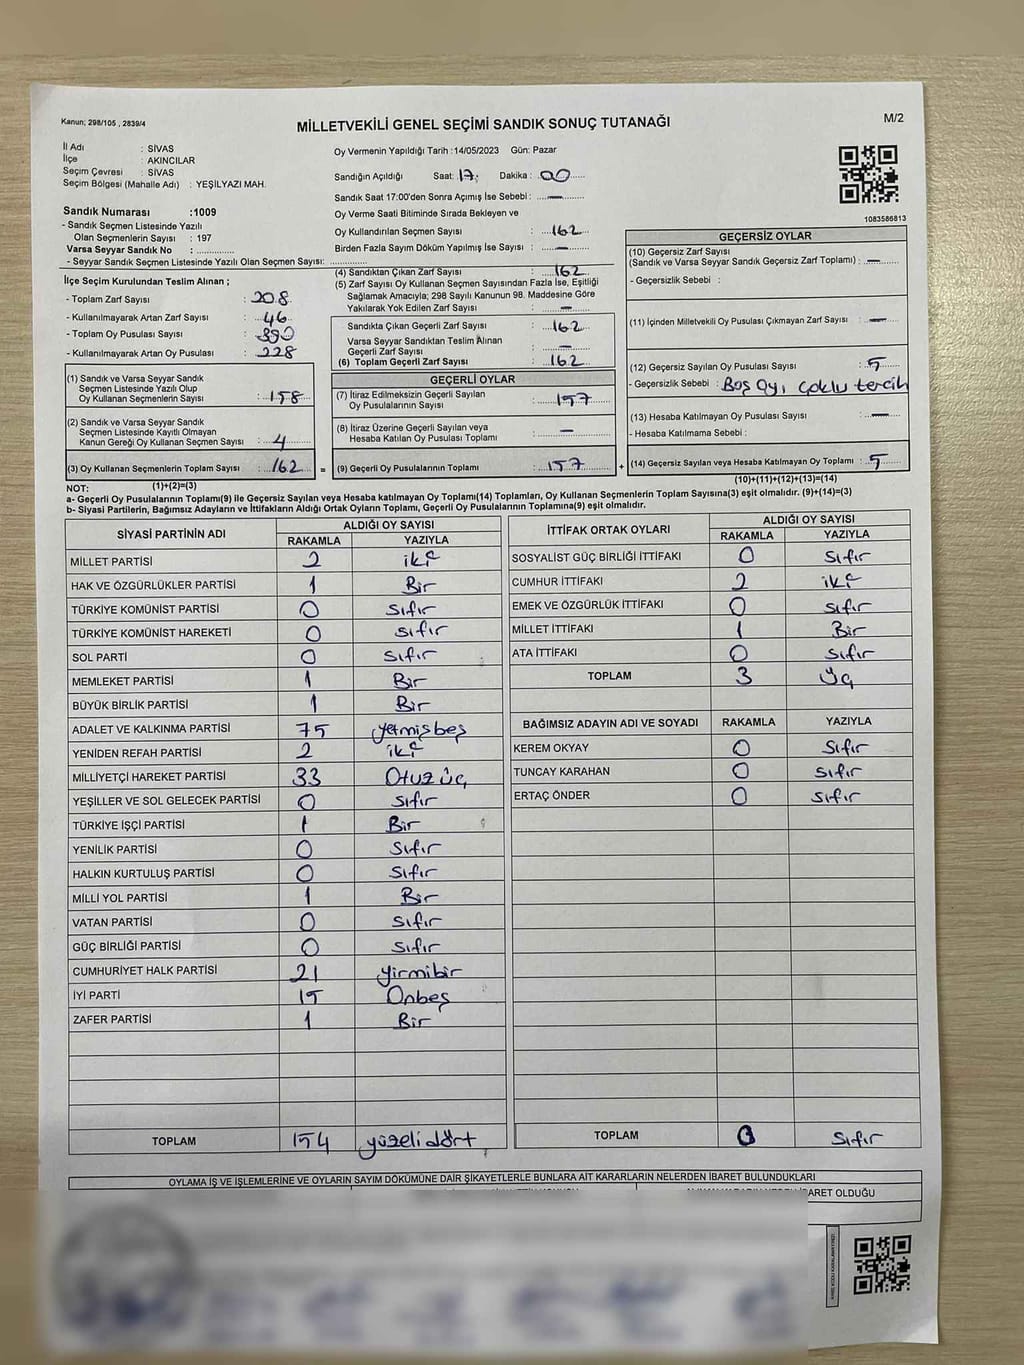 Kanun; 298/105 , 2839/4
MİLLETVEKİLİ GENEL SEÇİMİ SANDIK SONUÇ TUTANAĞI
M/2
İl Adı : SİVAS
İlçe : AKINCILAR
Seçim Çevresi : SİVAS
Seçim Bölgesi (Mahalle Adı) : YEŞİLYAZI MAH.
Sandık Numarası :1009
- Sandık Seçmen Listesinde Yazılı
Olan Seçmenlerin Sayısı : 197
Varsa Seyyar Sandık No :
- Seyyar Sandık Seçmen Listesinde Yazılı Olan Seçmen Sayısı:
Oy Vermenin Yapıldığı Tarih :14/05/2023 Gün: Pazar
Sandığın Açıldığı Saat: 17. Dakika : 00
Sandık Saat 17:00'den Sonra Açımış İse Sebebi : —
Oy Verme Saati Bitiminde Sırada Bekleyen ve
Oy Kullandırılan Seçmen Sayısı : 162
Birden Fazla Sayım Döküm Yapılmış İse Sayısı : —
1083586813
İlçe Seçim Kurulundan Teslim Alınan ;
- Toplam Zarf Sayısı : 208
- Kullanılmayarak Artan Zarf Sayısı : 46
- Toplam Oy Pusulası Sayısı : 390
- Kullanılmayarak Artan Oy Pusulası : 228
(4) Sandıktan Çıkan Zarf Sayısı : 162
(5) Zarf Sayısı Oy Kullanan Seçmen Sayısından Fazla İse, Eşitliği
Sağlamak Amacıyla; 298 Sayılı Kanunun 98. Maddesine Göre
Yakılarak Yok Edilen Zarf Sayısı : —
Sandıkta Çıkan Geçerli Zarf Sayısı : 162
Varsa Seyyar Sandıktan Teslim Alınan
Geçerli Zarf Sayısı : —
(6) Toplam Geçerli Zarf Sayısı : 162
GEÇERSİZ OYLAR
(10) Geçersiz Zarf Sayısı
(Sandık ve Varsa Seyyar Sandık Geçersiz Zarf Toplamı) : —
- Geçersizlik Sebebi :
(11) İçinden Milletvekili Oy Pusulası Çıkmayan Zarf Sayısı : —
(12) Geçersiz Sayılan Oy Pusulası Sayısı : 5
- Geçersizlik Sebebi : Boş oyı çoklu tercih
(13) Hesaba Katılmayan Oy Pusulası Sayısı : —
- Hesaba Katılmama Sebebi :
(14) Geçersiz Sayılan veya Hesaba Katılmayan Oy Toplamı : 5
(10)+(11)+(12)+(13)=(14)
(1) Sandık ve Varsa Seyyar Sandık
Seçmen Listesinde Yazılı Olup
Oy Kullanan Seçmenlerin Sayısı : 158
(2) Varsa Seyyar Sandık
Seçmen Listesinde Kayıtlı Olmayan
Kanun Gereği Oy Kullanan Seçmen Sayısı : 4
(3) Oy Kullanan Seçmenlerin Toplam Sayısı : 162 =
(1)+(2)=(3)
GEÇERLİ OYLAR
(7) İtiraz Edilmeksizin Geçerli Sayılan
Oy Pusulalarının Sayısı : 157
(8) İtiraz Üzerine Geçerli Sayılan veya
Hesaba Katılan Oy Pusulası Toplamı : —
(9) Geçerli Oy Pusulalarının Toplamı : 157 +
NOT:
a- Geçerli Oy Pusulalarının Toplamı(9) ile Geçersiz Sayılan veya Hesaba katılmayan Oy Toplamı(14) Toplamları, Oy Kullanan Seçmenlerin Toplam Sayısına(3) eşit olmalıdır. (9)+(14)=(3)
b- Siyasi Partilerin, Bağımsız Adayların ve İttifakların Aldığı Ortak Oyların Toplamı, Geçerli Oy Pusulalarının Toplamına(9) eşit olmalıdır.
SİYASİ PARTİNİN ADI ALDIĞI OY SAYISI
RAKAMLA YAZIYLA
MİLLET PARTİSİ 2 iki
HAK VE ÖZGÜRLÜKLER PARTİSİ 1 Bir
TÜRKİYE KOMÜNİST PARTİSİ 0 sıfır
TÜRKİYE KOMÜNİST HAREKETİ 0 sıfır
SOL PARTİ 0 sıfır
MEMLEKET PARTİSİ 1 Bir
BÜYÜK BİRLİK PARTİSİ 1 Bir
ADALET VE KALKINMA PARTİSİ 75 yetmişbeş
YENİDEN REFAH PARTİSİ 2 iki
MİLLİYETÇİ HAREKET PARTİSİ 33 Otuz üç
YEŞİLLER VE SOL GELECEK PARTİSİ 0 sıfır
TÜRKİYE İŞÇİ PARTİSİ 1 Bir
YENİLİK PARTİSİ 0 sıfır
HALKIN KURTULUŞ PARTİSİ 0 sıfır
MİLLİ YOL PARTİSİ 1 Bir
VATAN PARTİSİ 0 sıfır
GÜÇ BİRLİĞİ PARTİSİ 0 sıfır
CUMHURİYET HALK PARTİSİ 21 yirmibir
İYİ PARTİ 15 Onbeş
ZAFER PARTİSİ 1 Bir
TOPLAM 154 yüzelidört
İTTİFAK ORTAK OYLARI ALDIĞI OY SAYISI
RAKAMLA YAZIYLA
SOSYALİST GÜÇ BİRLİĞİ İTTİFAKI 0 sıfır
CUMHUR İTTİFAKI 2 iki
EMEK VE ÖZGÜRLÜK İTTİFAKI 0 sıfır
MİLLET İTTİFAKI 1 Bir
ATA İTTİFAKI 0 sıfır
TOPLAM 3 üç
BAĞIMSIZ ADAYIN ADI VE SOYADI RAKAMLA YAZIYLA
KEREM OKYAY 0 sıfır
TUNCAY KARAHAN 0 sıfır
ERTAÇ ÖNDER 0 sıfır
TOPLAM 0 sıfır
OYLAMA İŞ VE İŞLEMLERİNE VE OYLARIN SAYIM DÖKÜMÜNE DAİR ŞİKAYETLERLE BUNLARA AİT KARARLARIN NELERDEN İBARET BULUNDUKLARI
İBARET OLDUĞU